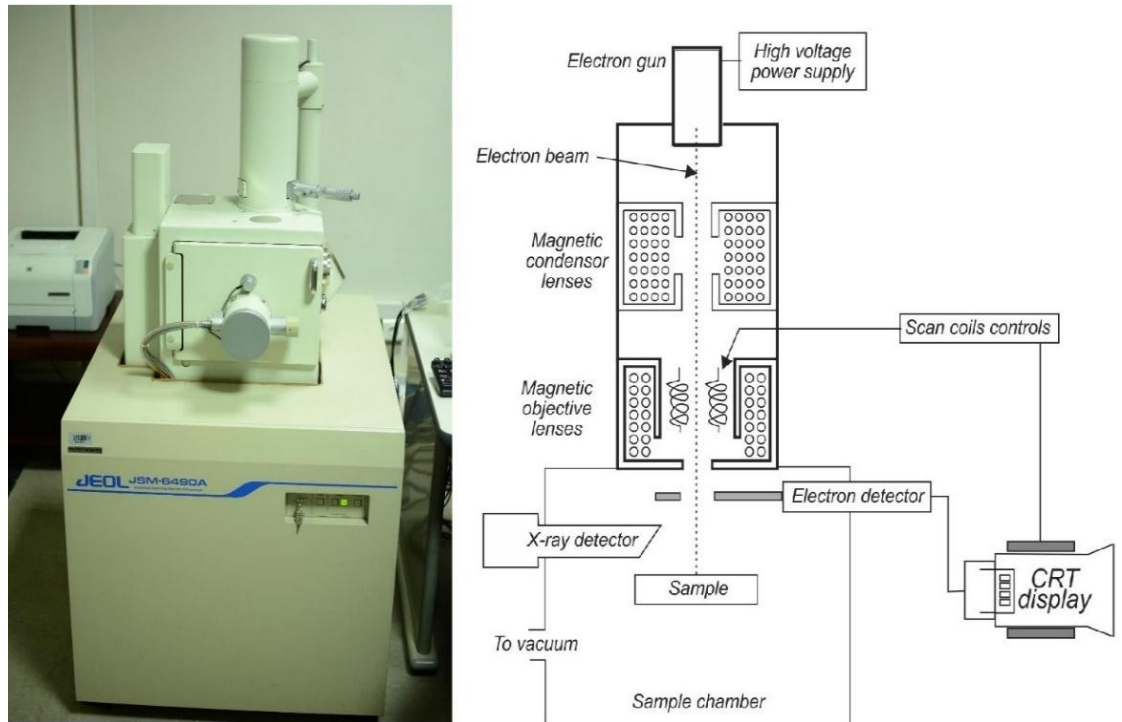 JEOL JSM-6490A
Electron gun
High voltage
power supply
Electron beam
Magnetic
condensor
lenses
Scan coils controls
Magnetic
objective
lenses
Electron detector
X-ray detector
CRT
display
Sample
To vacuum
Sample chamber